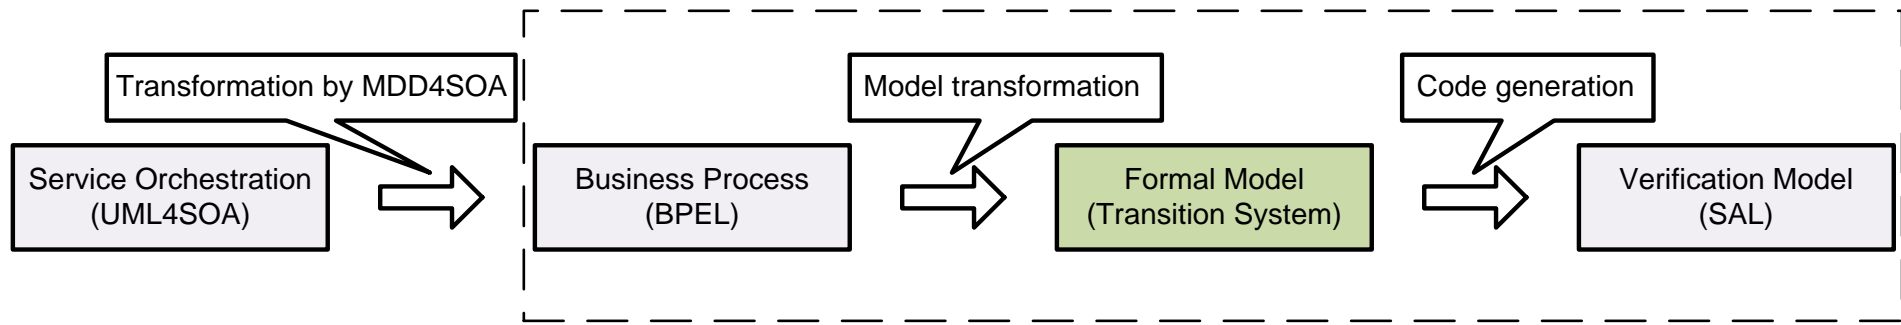 Transformation by MDD4SOA
Model transformation
Code generation
Service Orchestration
(UML4SOA)
Business Process
(BPEL)
Formal Model
(Transition System)
Verification Model
(SAL)